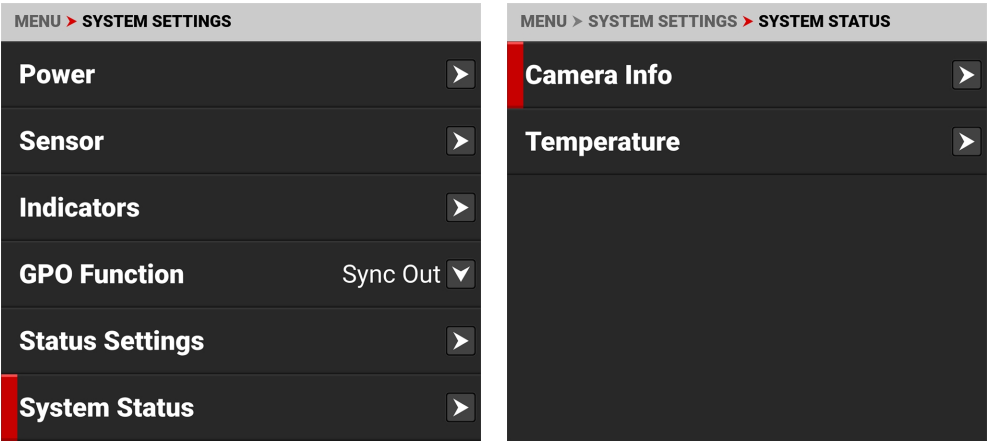 MENU > SYSTEM SETTINGS
Power
Sensor
Indicators
GPO Function Sync Out
Status Settings
System Status
MENU > SYSTEM SETTINGS > SYSTEM STATUS
Camera Info
Temperature